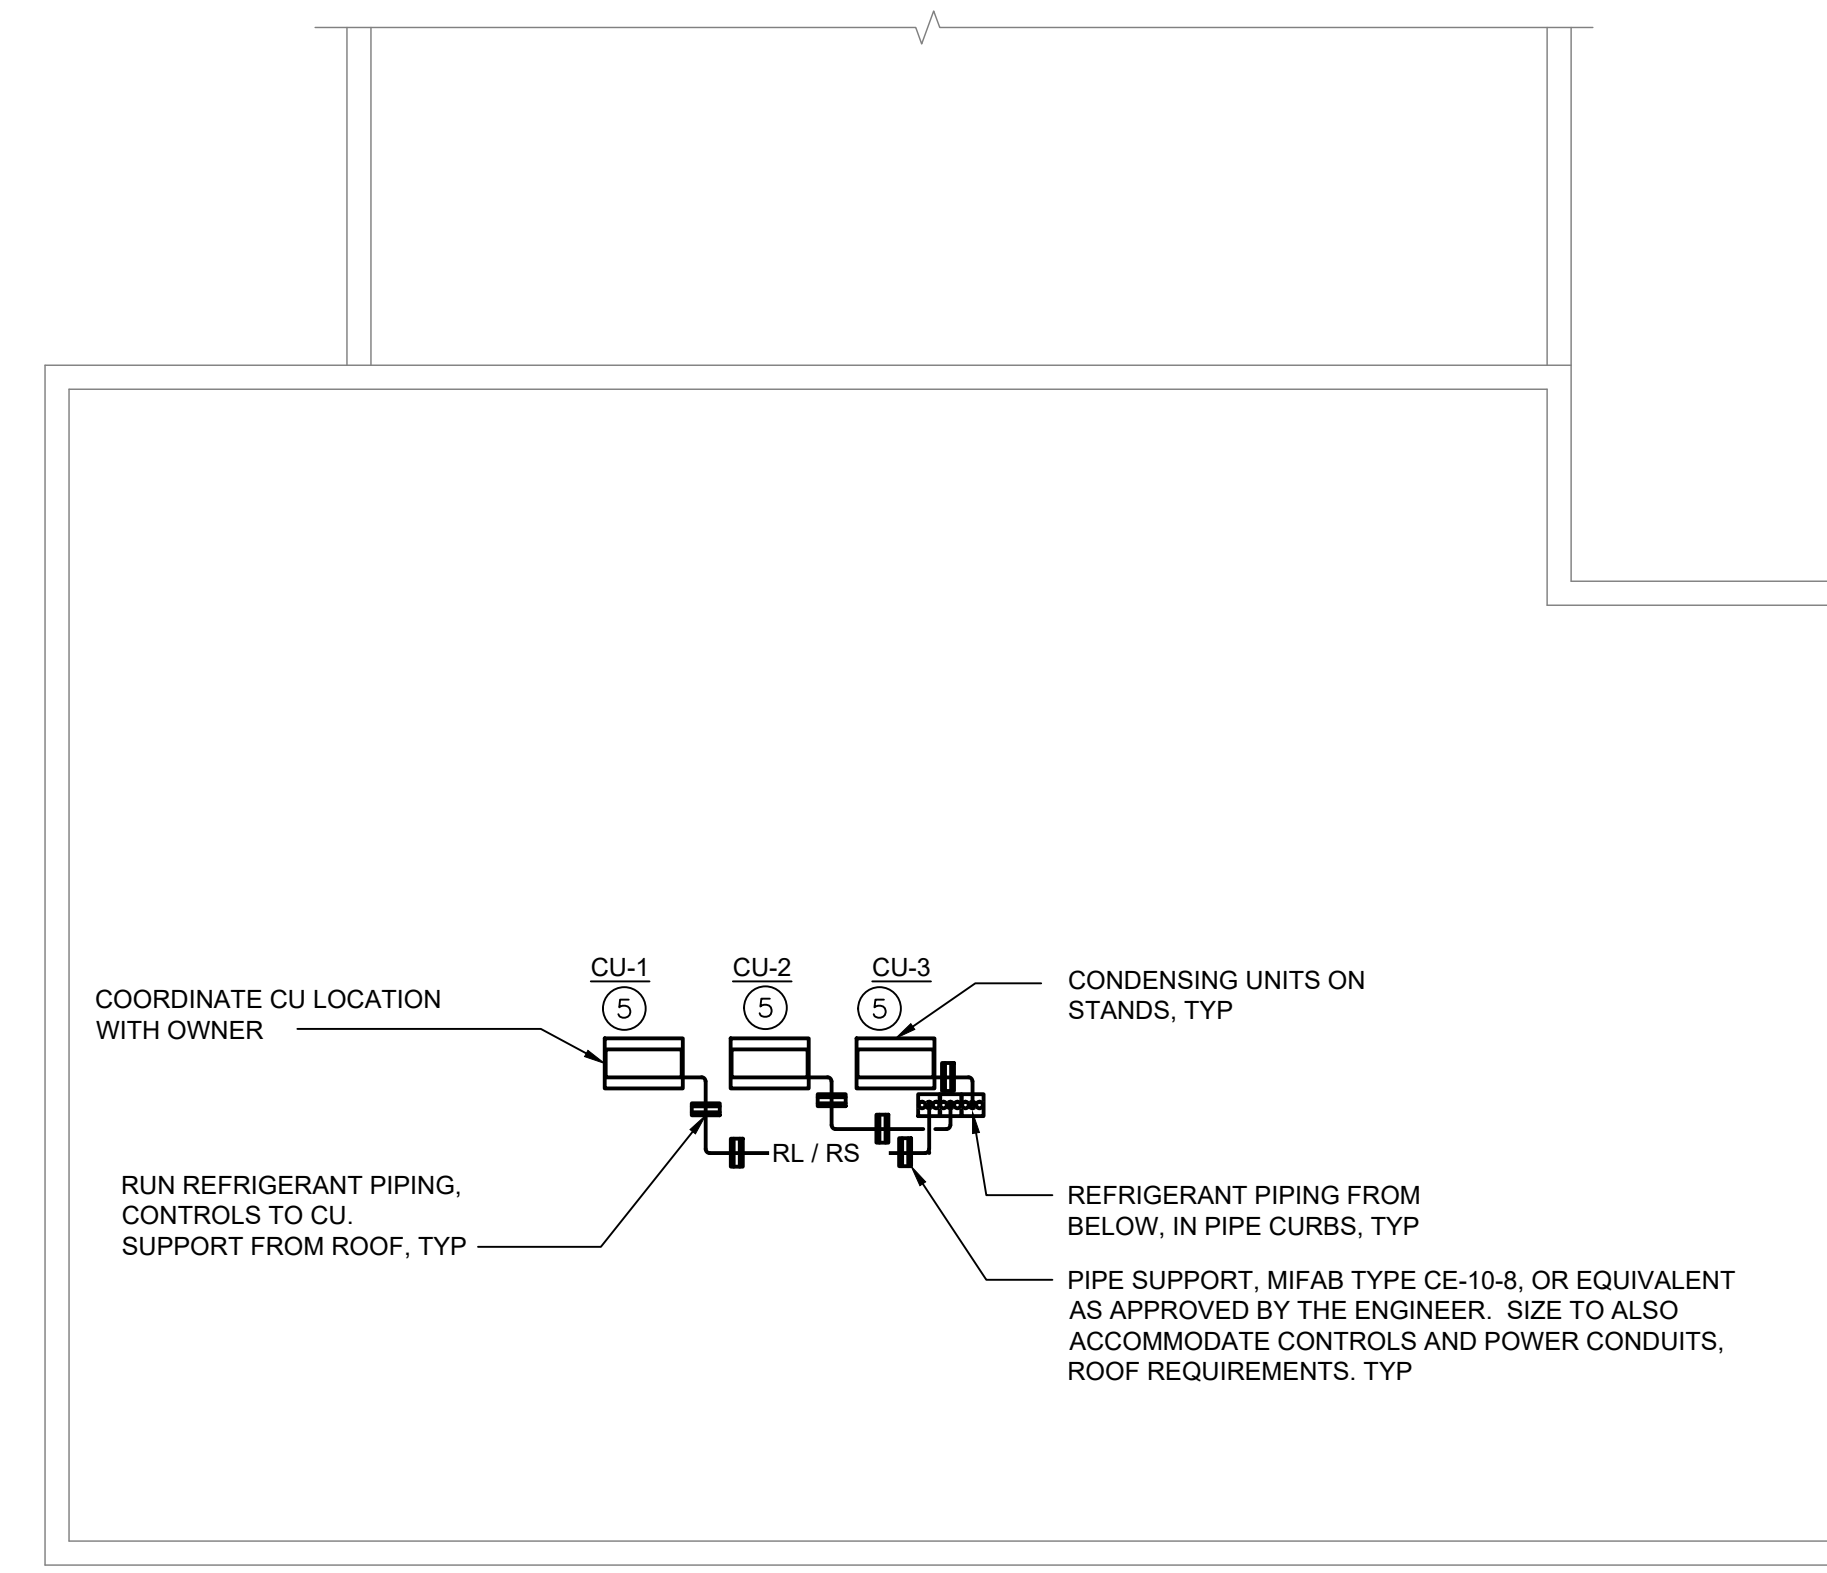 CU-1
CU-2
CU-3
5
5
5
COORDINATE CU LOCATION
WITH OWNER
CONDENSING UNITS ON
STANDS, TYP
RL / RS
RUN REFRIGERANT PIPING,
CONTROLS TO CU.
SUPPORT FROM ROOF, TYP
REFRIGERANT PIPING FROM
BELOW, IN PIPE CURBS, TYP
PIPE SUPPORT, MIFAB TYPE CE-10-8, OR EQUIVALENT
AS APPROVED BY THE ENGINEER.  SIZE TO ALSO
ACCOMMODATE CONTROLS AND POWER CONDUITS,
ROOF REQUIREMENTS. TYP